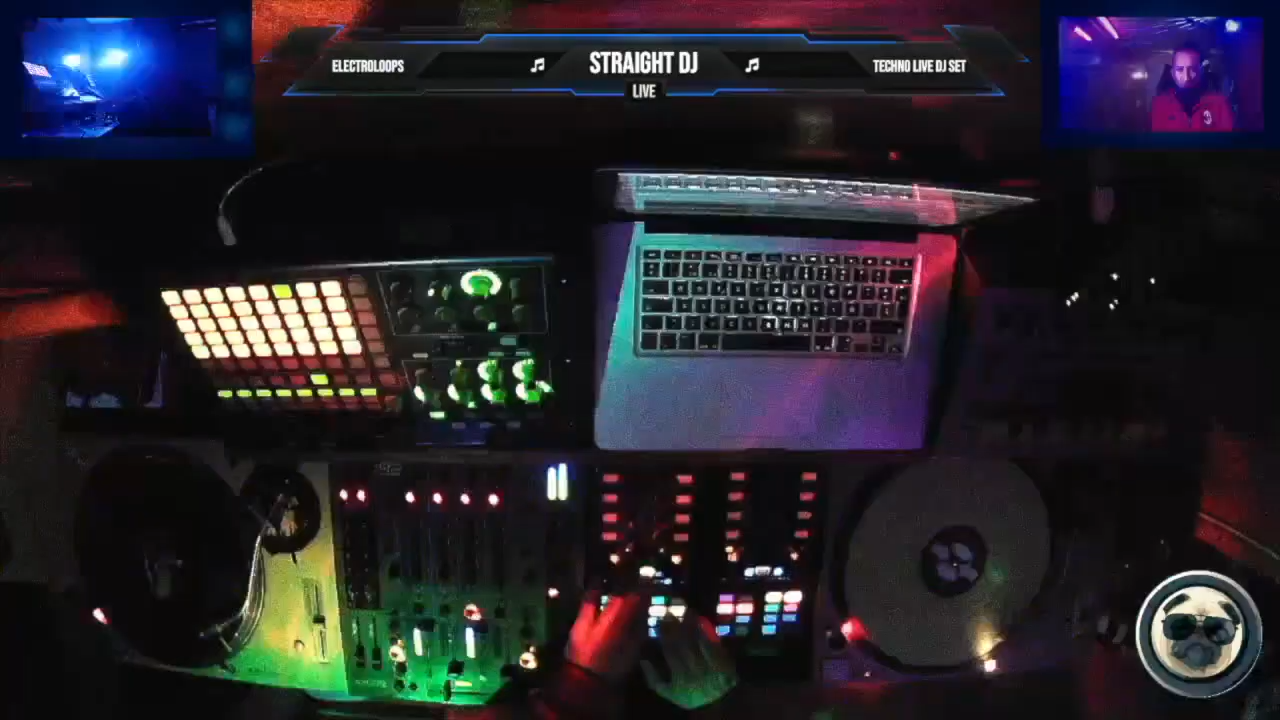 ELECTROLOOPS
STRAIGHT DJ
TECHNO LIVE DJ SET
LIVE